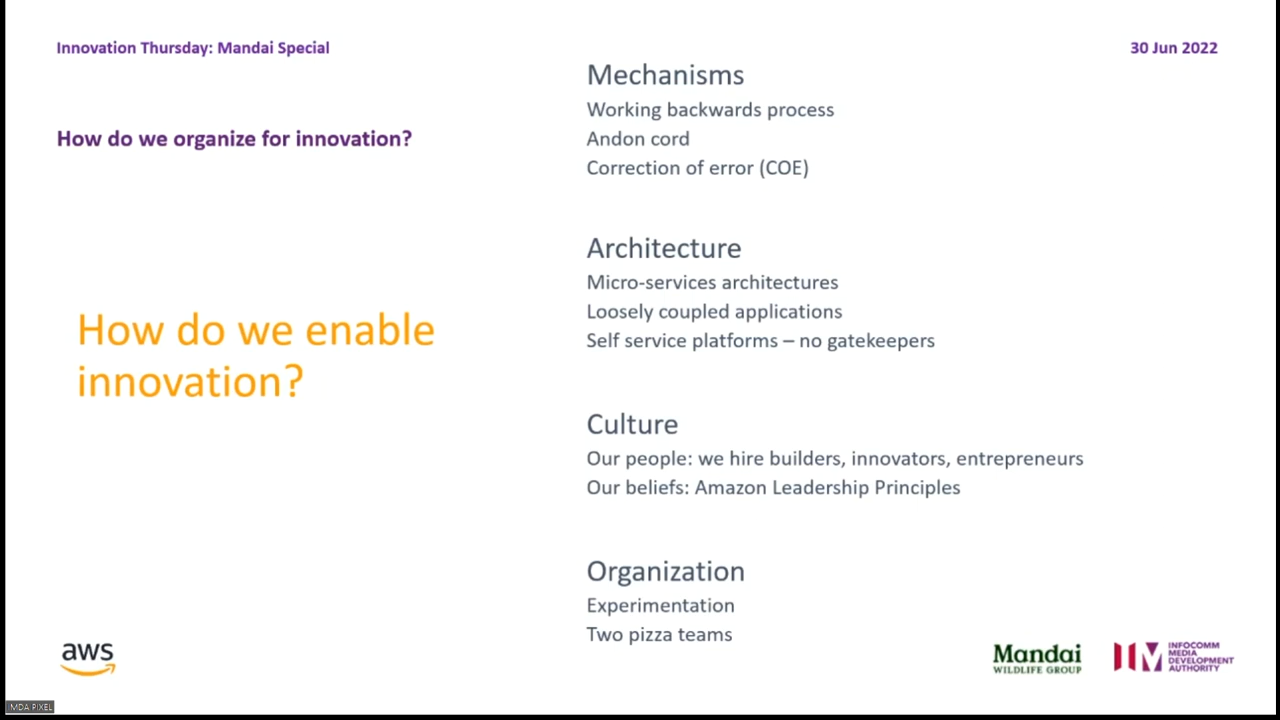 Innovation Thursday: Mandai Special
30 Jun 2022
How do we organize for innovation?
How do we enable
innovation?
Mechanisms
Working backwards process
Andon cord
Correction of error (COE)
Architecture
Micro-services architectures
Loosely coupled applications
Self service platforms – no gatekeepers
Culture
Our people: we hire builders, innovators, entrepreneurs
Our beliefs: Amazon Leadership Principles
Organization
Experimentation
Two pizza teams
aws
Mandai
WILDLIFE GROUP
INFOCOMM
MEDIA
DEVELOPMENT
AUTHORITY
IMDA PIXEL